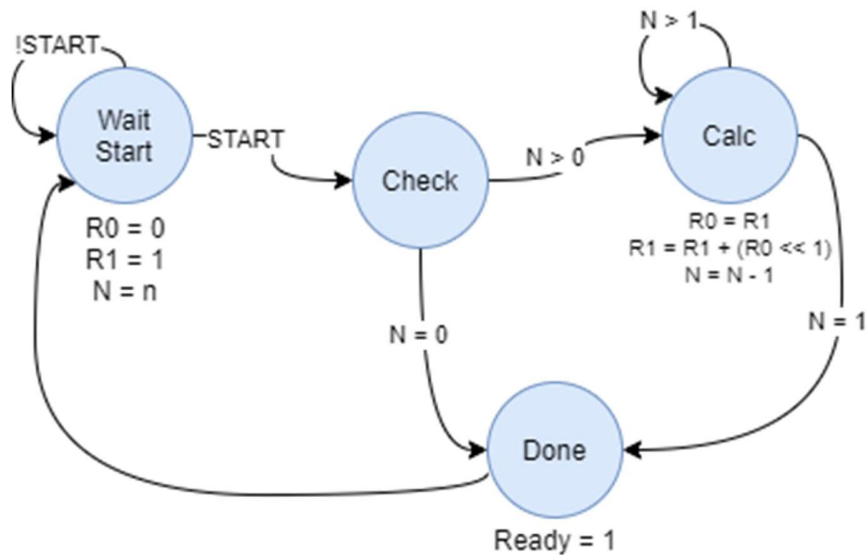 !START
N > 1
Wait
Start
START
Check
N > 0
Calc
R0 = 0
R1 = 1
N = n
R0 = R1
R1 = R1 + (R0 << 1)
N = N - 1
N = 0
N = 1
Done
Ready = 1